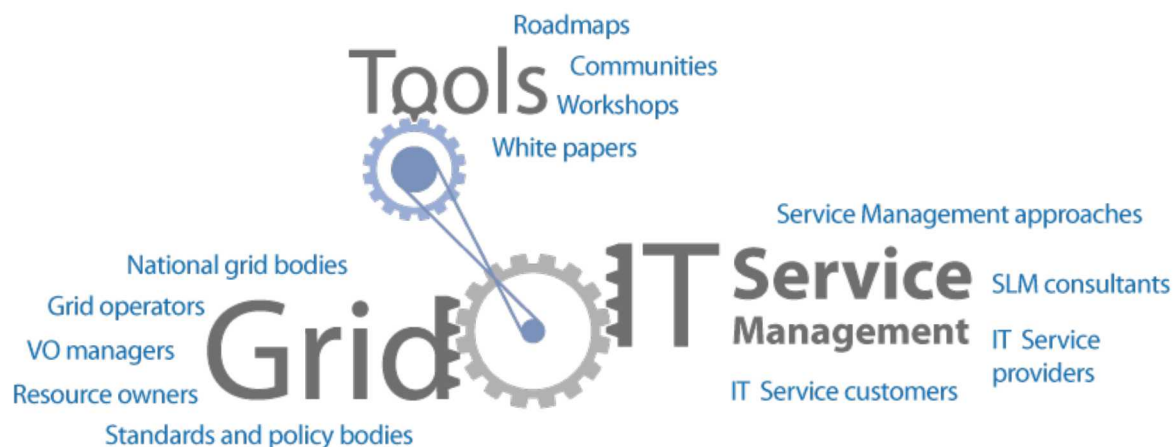 Roadmaps
Tools
Communities
Workshops
White papers
Service Management approaches
National grid bodies
Grid operators
VO managers
Resource owners
Grid
Standards and policy bodies
IT Service
Management
SLM consultants
IT Service
providers
IT Service customers